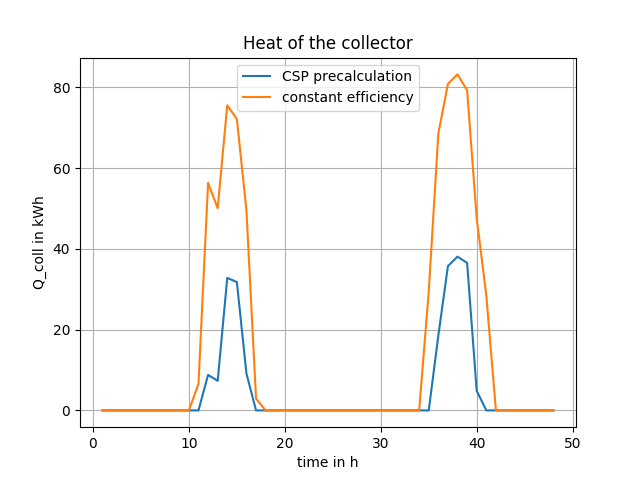 Heat of the collector
CSP precalculation
constant efficiency
Q_coll in kWh
80
60
40
20
0
0 10 20 30 40 50
time in h